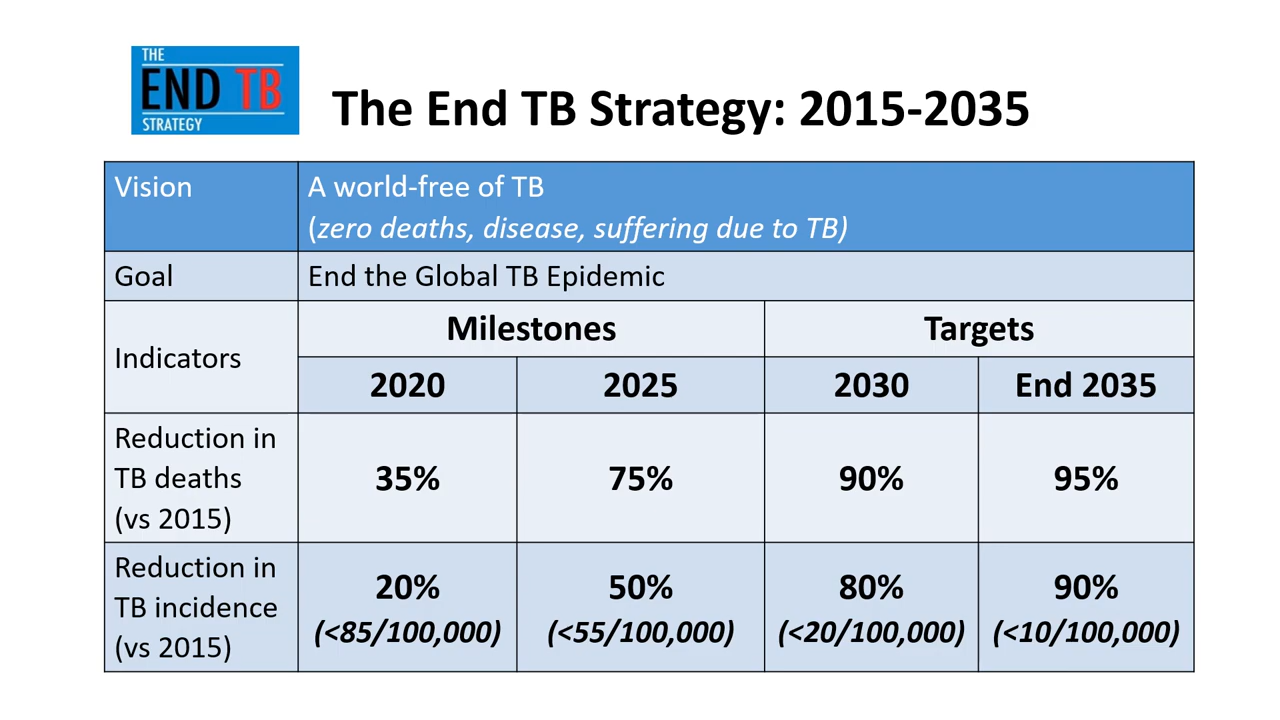 THE
END TB
STRATEGY
The End TB Strategy: 2015-2035
Vision
A world-free of TB
(zero deaths, disease, suffering due to TB)
Goal
End the Global TB Epidemic
Indicators
Milestones
Targets
2020
2025
2030
End 2035
Reduction in
TB deaths
(vs 2015)
35%
75%
90%
95%
Reduction in
TB incidence
(vs 2015)
20%
(<85/100,000)
50%
(<55/100,000)
80%
(<20/100,000)
90%
(<10/100,000)